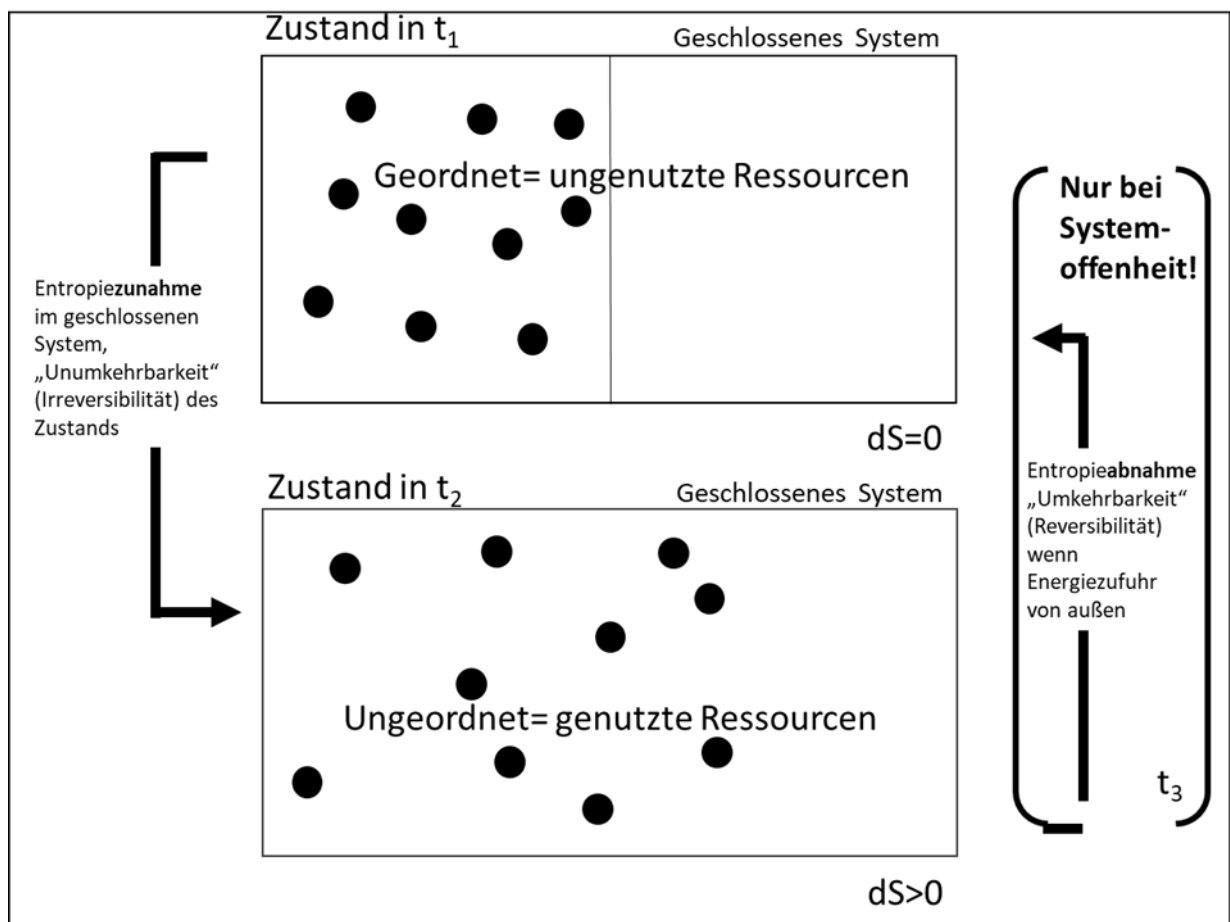 Zustand in t₁
Geschlossenes System
Geordnet= ungenutzte Ressourcen
dS=0
Entropiezunahme
im geschlossenen
System,
„Unumkehrbarkeit“
(Irreversibilität) des
Zustands
Zustand in t₂
Geschlossenes System
Ungeordnet= genutzte Ressourcen
dS>0
Nur bei
System-
offenheit!
Entropieabnahme
„Umkehrbarkeit“
(Reversibilität)
wenn
Energiezufuhr
von außen
t₃